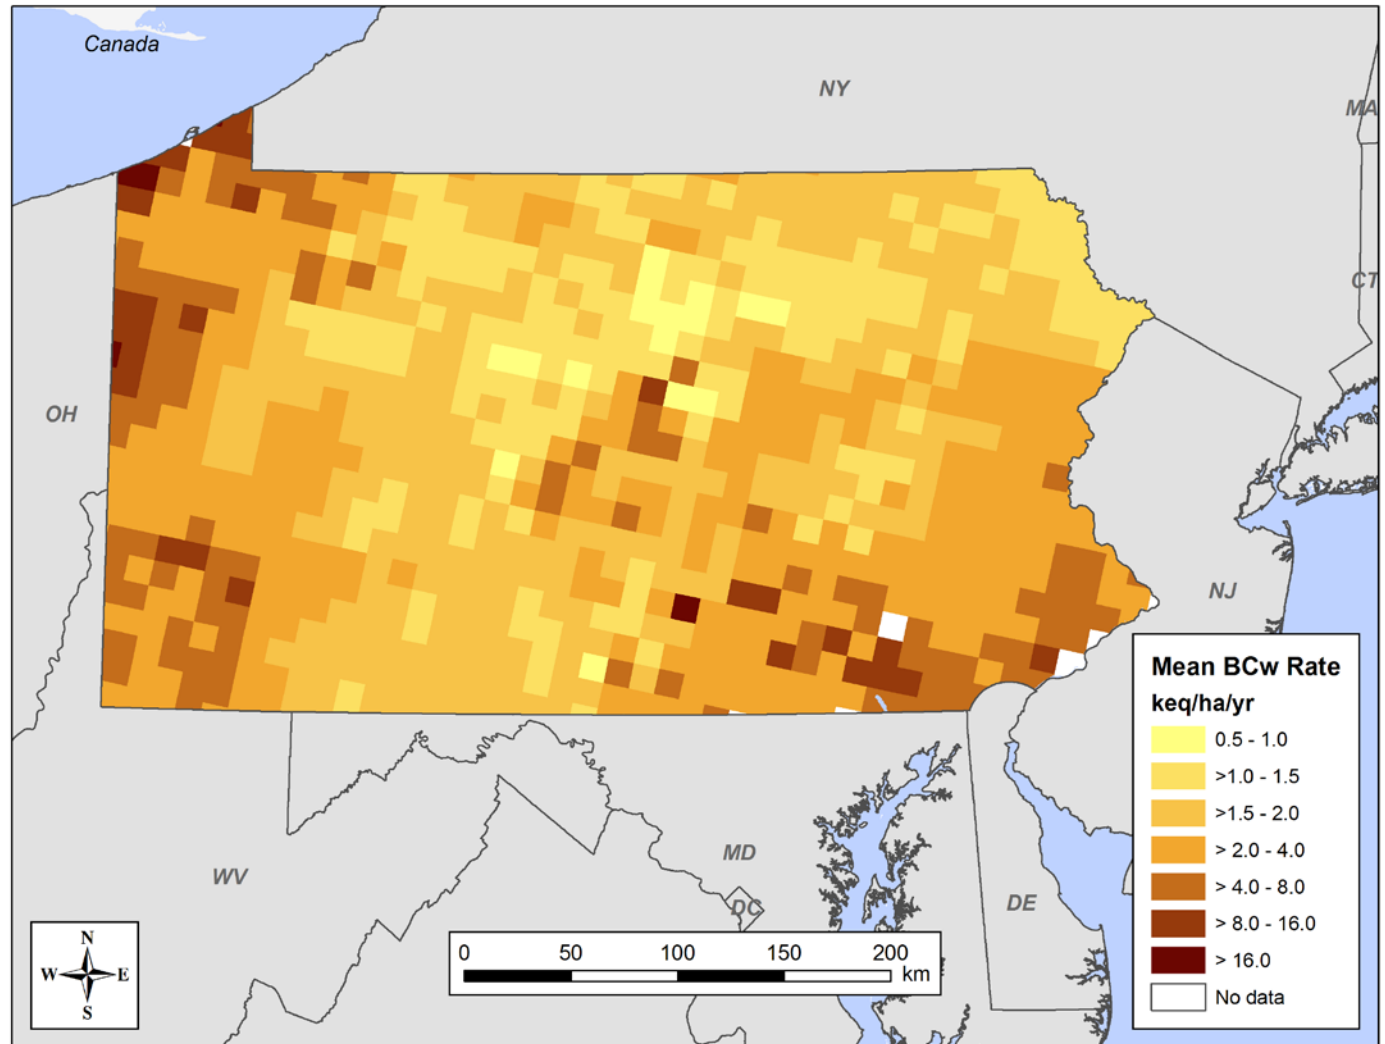 Canada
NY
MA
CT
OH
NJ
WV
MD
DC
DE
Mean BCw Rate
keq/ha/yr
0.5 - 1.0
>1.0 - 1.5
>1.5 - 2.0
> 2.0 - 4.0
> 4.0 - 8.0
> 8.0 - 16.0
> 16.0
No data
N
W E
S
0 50 100 150 200
km